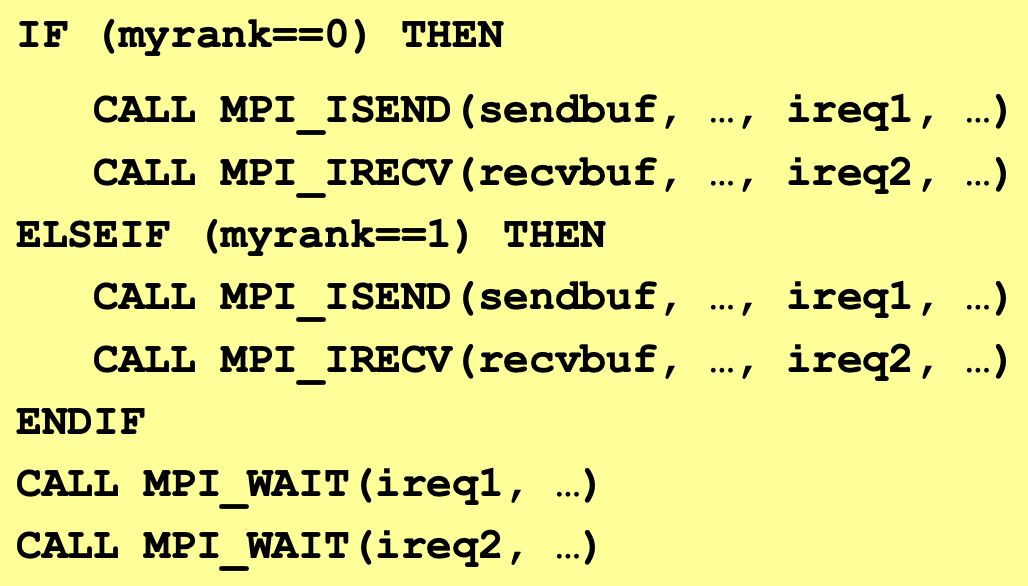 IF (myrank==0) THEN
CALL MPI_ISEND(sendbuf, …, ireq1, …)
CALL MPI_IRECV(recvbuf, …, ireq2, …)
ELSEIF (myrank==1) THEN
CALL MPI_ISEND(sendbuf, …, ireq1, …)
CALL MPI_IRECV(recvbuf, …, ireq2, …)
ENDIF
CALL MPI_WAIT(ireq1, …)
CALL MPI_WAIT(ireq2, …)